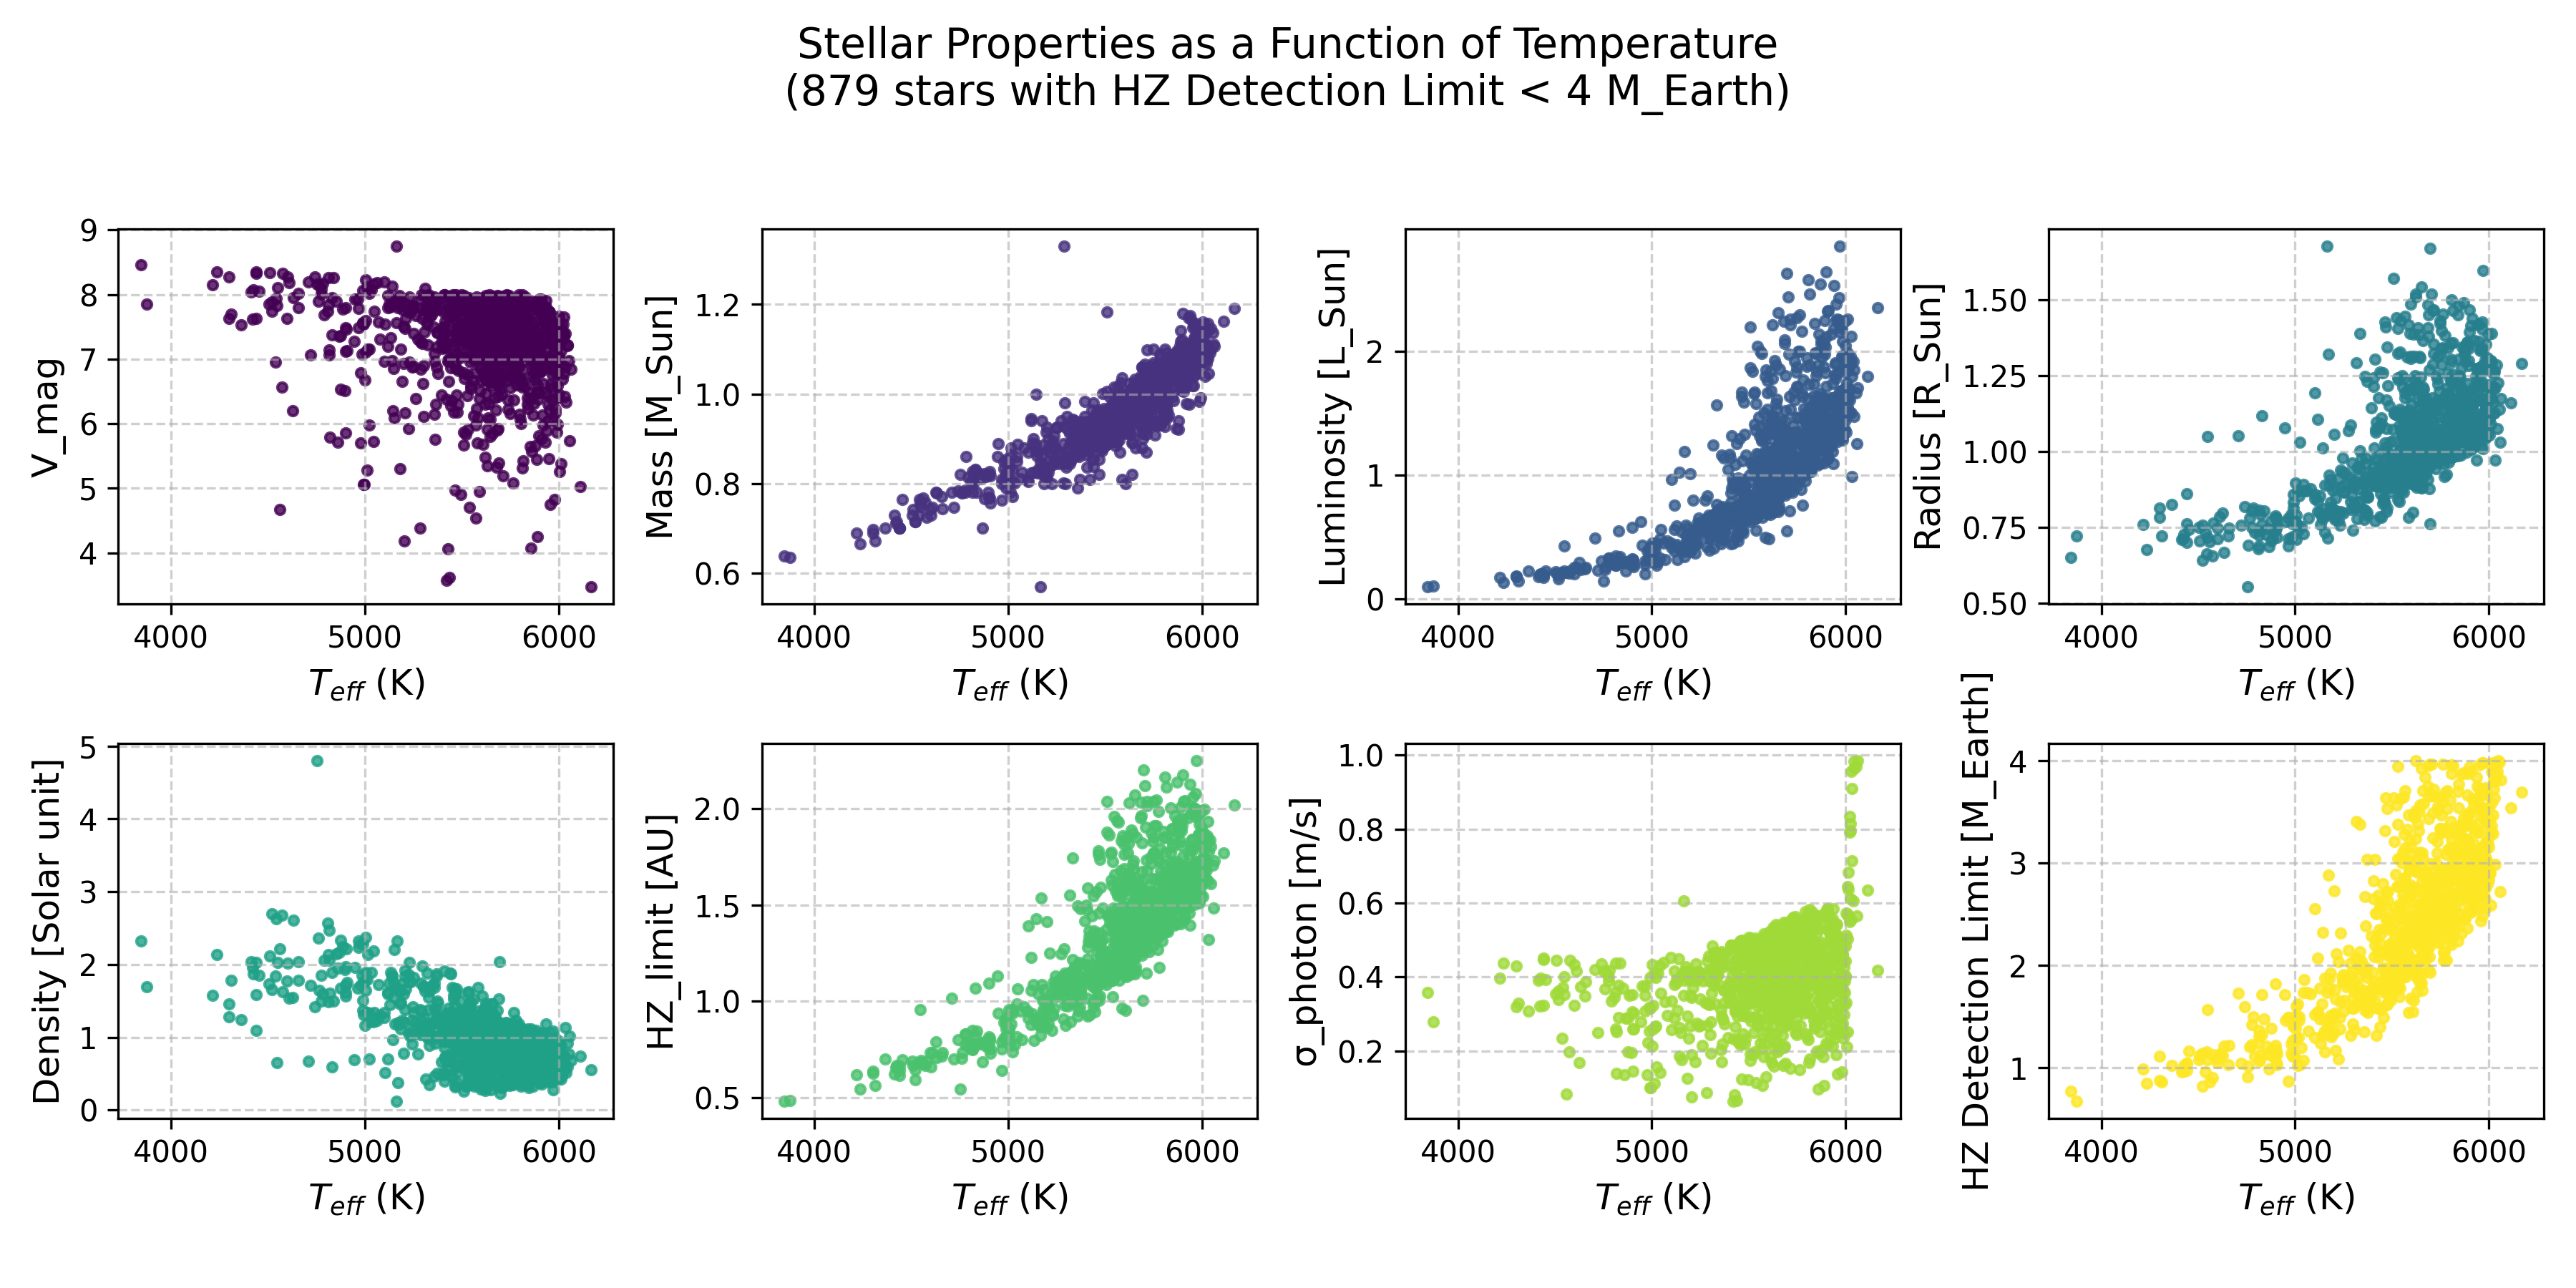 Stellar Properties as a Function of Temperature
(879 stars with HZ Detection Limit < 4 M_Earth)
V_mag
9
8
7
6
5
4
4000 5000 6000
T_eff (K)
Mass [M_Sun]
1.2
1.0
0.8
0.6
4000 5000 6000
T_eff (K)
Luminosity [L_Sun]
2
1
0
4000 5000 6000
T_eff (K)
Radius [R_Sun]
1.50
1.25
1.00
0.75
0.50
4000 5000 6000
T_eff (K)
Density [Solar unit]
5
4
3
2
1
0
4000 5000 6000
T_eff (K)
HZ_limit [AU]
2.0
1.5
1.0
0.5
4000 5000 6000
T_eff (K)
σ_photon [m/s]
1.0
0.8
0.6
0.4
0.2
4000 5000 6000
T_eff (K)
HZ Detection Limit [M_Earth]
4
3
2
1
4000 5000 6000
T_eff (K)